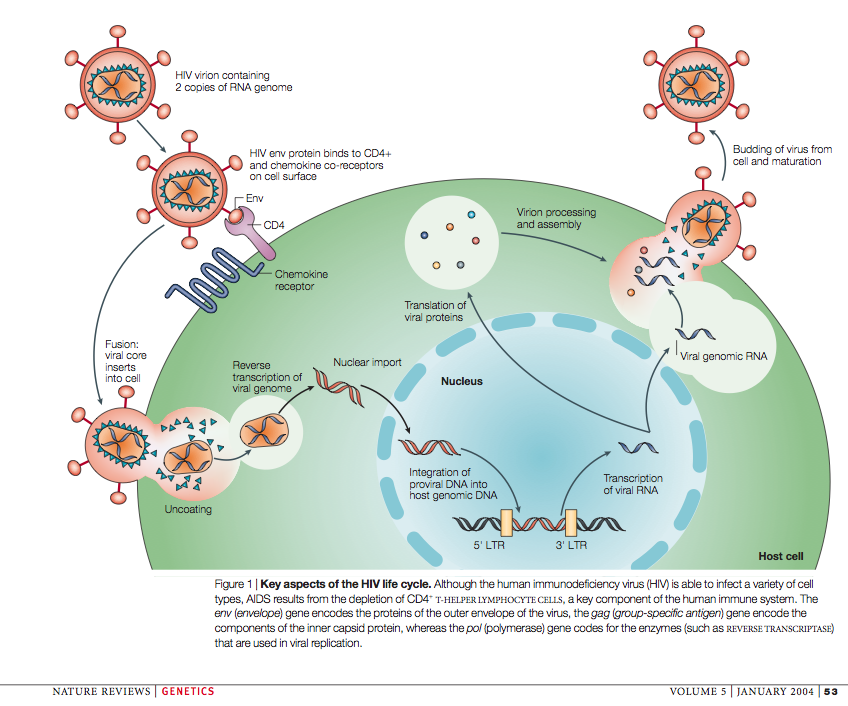 HIV virion containing
2 copies of RNA genome
HIV env protein binds to CD4+
and chemokine co-receptors
on cell surface
Env
CD4
Chemokine
receptor
Fusion:
viral core
inserts
into cell
Uncoating
Reverse
transcription of
viral genome
Nuclear import
Nucleus
Integration of
proviral DNA into
host genomic DNA
5' LTR
3' LTR
Transcription
of viral RNA
Translation of
viral proteins
Virion processing
and assembly
Viral genomic RNA
Budding of virus from
cell and maturation
Host cell
Figure 1 | Key aspects of the HIV life cycle. Although the human immunodeficiency virus (HIV) is able to infect a variety of cell
types, AIDS results from the depletion of CD4+ T-HELPER LYMPHOCYTE CELLS, a key component of the human immune system. The
env (envelope) gene encodes the proteins of the outer envelope of the virus, the gag (group-specific antigen) gene encode the
components of the inner capsid protein, whereas the pol (polymerase) gene codes for the enzymes (such as REVERSE TRANSCRIPTASE)
that are used in viral replication.
NATURE REVIEWS | GENETICS
VOLUME 5 | JANUARY 2004 | 53